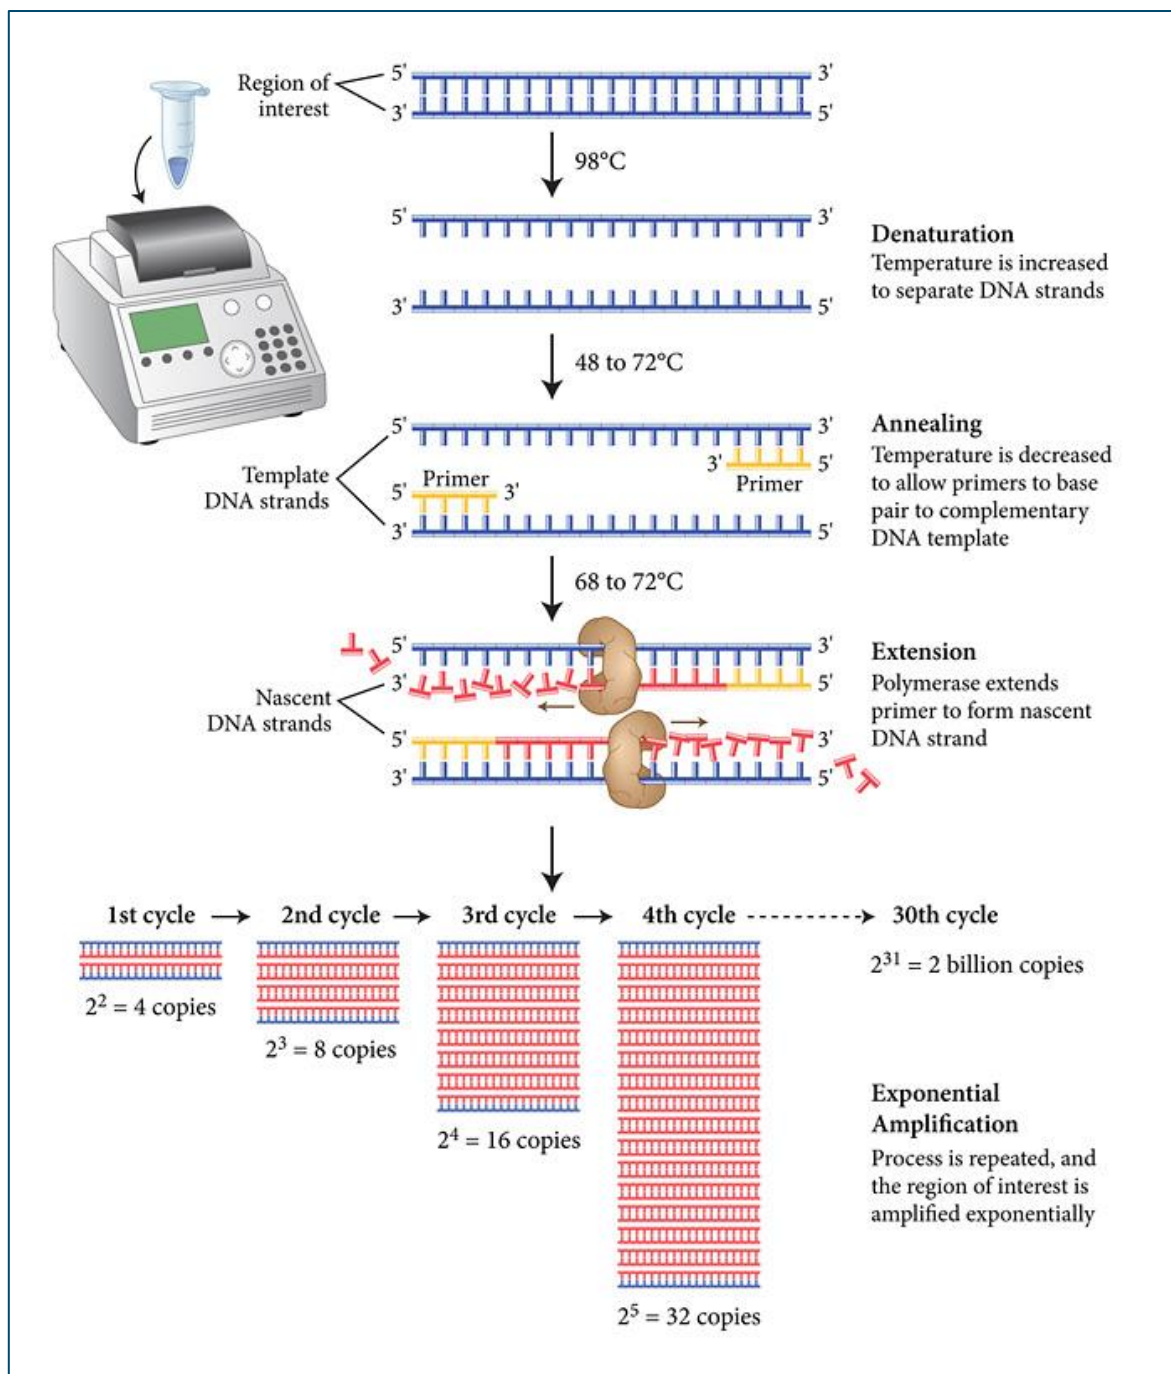 Region of
interest
5'
3'
3'
5'
98°C
5'
3'
3'
5'
Denaturation
Temperature is increased
to separate DNA strands
48 to 72°C
5'
3'
3'
5'
Template
DNA strands
Primer
Primer
5'
3'
3'
5'
Annealing
Temperature is decreased
to allow primers to base
pair to complementary
DNA template
68 to 72°C
5'
3'
3'
5'
Nascent
DNA strands
5'
3'
3'
5'
Extension
Polymerase extends
primer to form nascent
DNA strand
1st cycle
2nd cycle
3rd cycle
4th cycle
30th cycle
2² = 4 copies
2³ = 8 copies
2⁴ = 16 copies
2⁵ = 32 copies
2³¹ = 2 billion copies
Exponential
Amplification
Process is repeated, and
the region of interest is
amplified exponentially